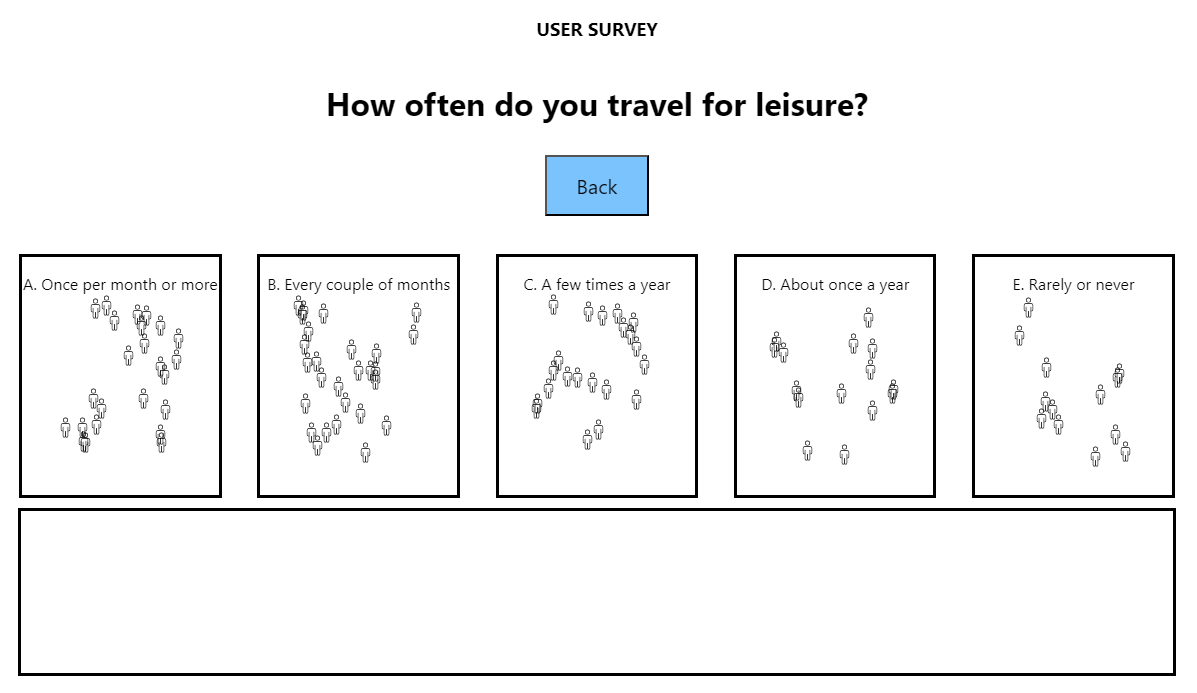 USER SURVEY
How often do you travel for leisure?
Back
A. Once per month or more
B. Every couple of months
C. A few times a year
D. About once a year
E. Rarely or never